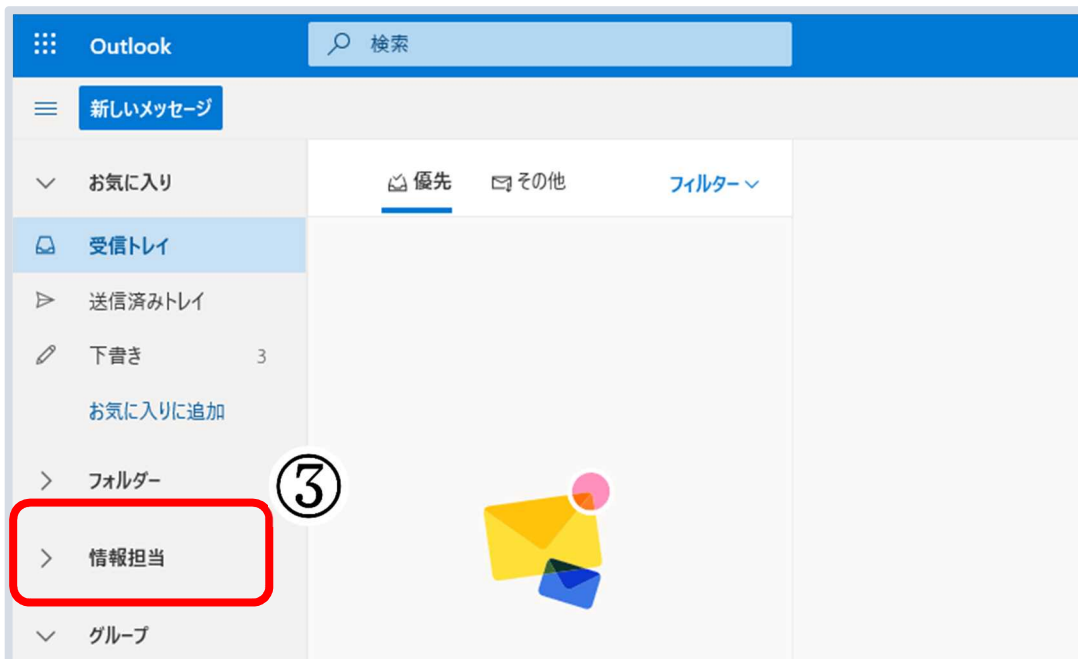 Outlook
検索
新しいメッセージ
お気に入り
優先 その他 フィルター
受信トレイ
送信済みトレイ
下書き 3
お気に入りに追加
フォルダー
③
情報担当
グループ